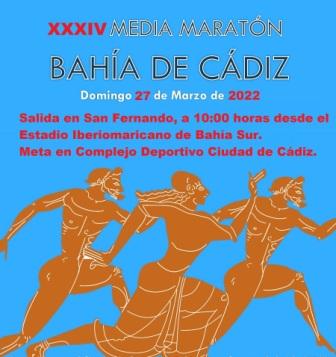 XXXIV MEDIA MARATÓN
BAHÍA DE CÁDIZ
Domingo 27 de Marzo de 2022
Salida en San Fernando, a 10:00 horas desde el
Estadio Iberiomaricano de Bahía Sur.
Meta en Complejo Deportivo Ciudad de Cádiz.